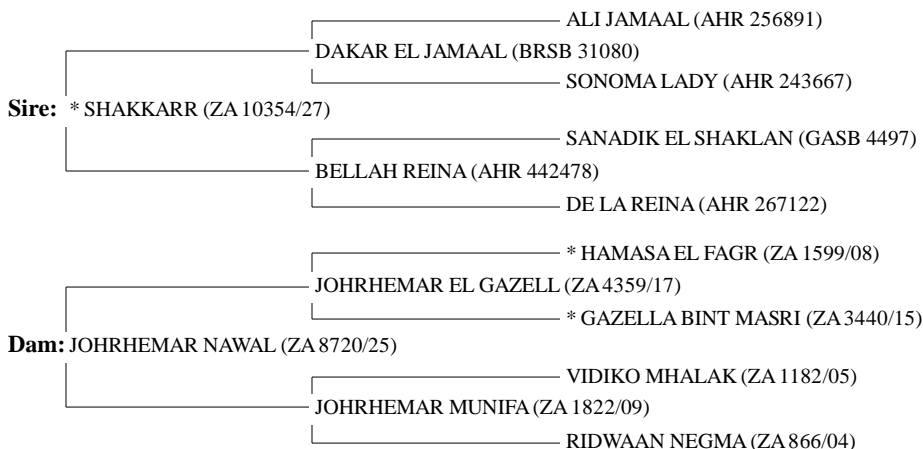 ALI JAMAAL (AHR 256891)
DAKAR EL JAMAAL (BRSB 31080)
SONOMA LADY (AHR 243667)
Sire: * SHAKKARR (ZA 10354/27)
SANADIK EL SHAKLAN (GASB 4497)
BELLAH REINA (AHR 442478)
DE LA REINA (AHR 267122)
* HAMASA EL FAGR (ZA 1599/08)
JOHRHEMAR EL GAZELL (ZA 4359/17)
* GAZELLA BINT MASRI (ZA 3440/15)
Dam: JOHRHEMAR NAWAL (ZA 8720/25)
VIDIKO MHALAK (ZA 1182/05)
JOHRHEMAR MUNIFA (ZA 1822/09)
RIDWAAN NEGMA (ZA 866/04)